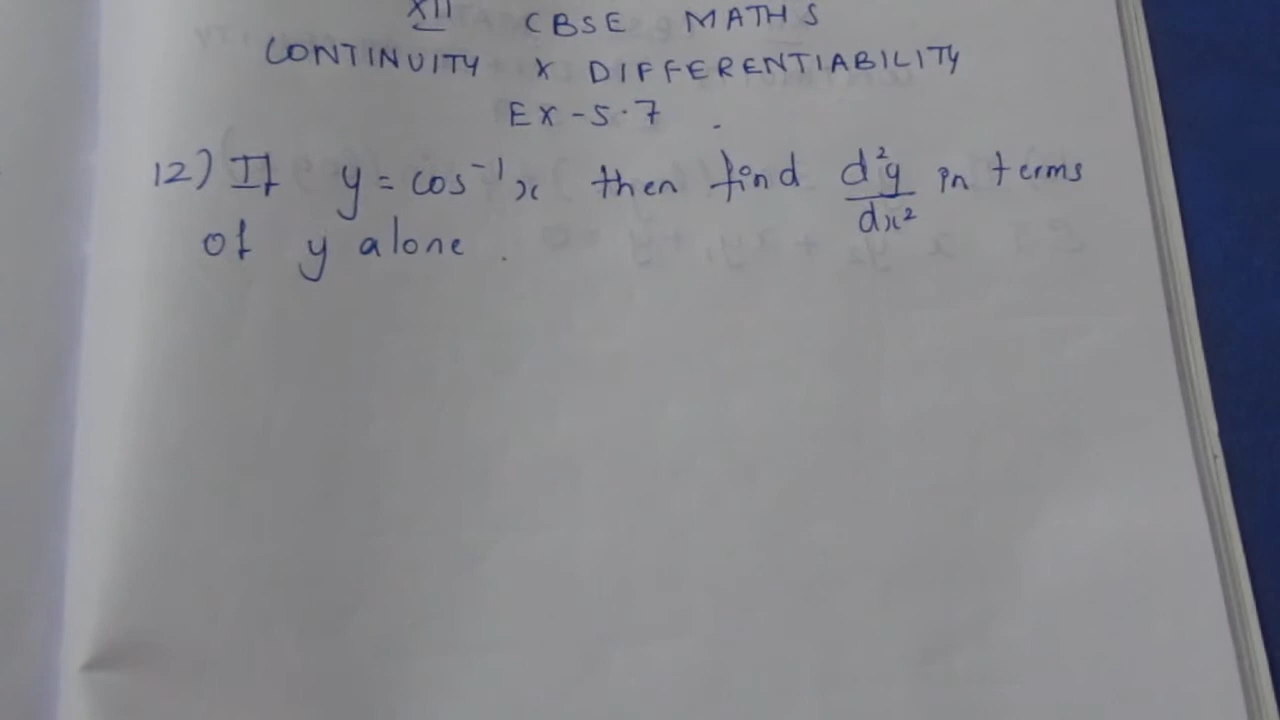 XII CBSE MATHS
CONTINUITY & DIFFERENTIABILITY
EX-5.7
12) If y = cos⁻¹x then find d²y/dx² in terms
of y alone.